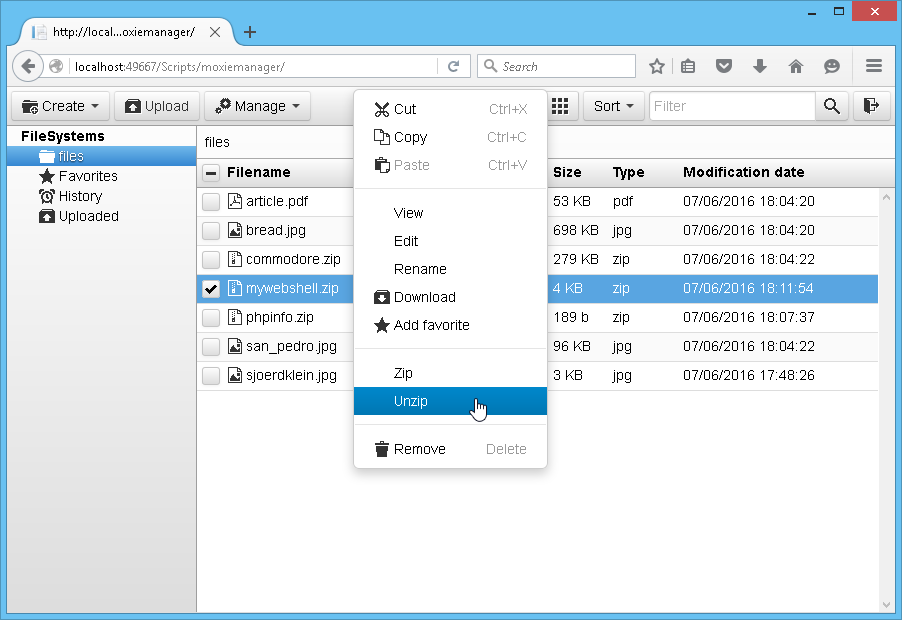 http://local...oxiemanager/
localhost:49667/Scripts/moxiemanager/
Search
Create Upload Manage Sort Filter
FileSystems
files
Favorites
History
Uploaded
files
Filename Size Type Modification date
article.pdf 53 KB pdf 07/06/2016 18:04:20
bread.jpg 698 KB jpg 07/06/2016 18:04:20
commodore.zip 279 KB zip 07/06/2016 18:04:22
mywebshell.zip 4 KB zip 07/06/2016 18:11:54
phpinfo.zip 189 b zip 07/06/2016 18:07:37
san_pedro.jpg 96 KB jpg 07/06/2016 18:04:22
sjoerdklein.jpg 3 KB jpg 07/06/2016 17:48:26
Cut Ctrl+X
Copy Ctrl+C
Paste Ctrl+V
View
Edit
Rename
Download
Add favorite
Zip
Unzip
Remove Delete